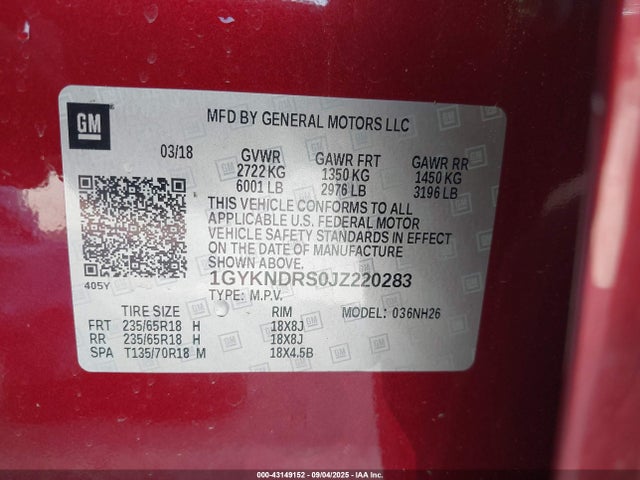 GM
MFD BY GENERAL MOTORS LLC
03/18 GVWR GAWR FRT GAWR RR
2722 KG 1350 KG 1450 KG
6001 LB 2976 LB 3196 LB
THIS VEHICLE CONFORMS TO ALL
APPLICABLE U.S. FEDERAL MOTOR
VEHICLE SAFETY STANDARDS IN EFFECT
ON THE DATE OF MANUFACTURE
SHOWN ABOVE.
1GYKNDRS0JZ220283
405Y TYPE: M.P.V.
TIRE SIZE RIM MODEL: 036NH26
FRT 235/65R18 H 18X8J
RR 235/65R18 H 18X8J
SPA T135/70R18 M 18X4.5B
000-43149152 - 09/04/2025 - IAA Inc.